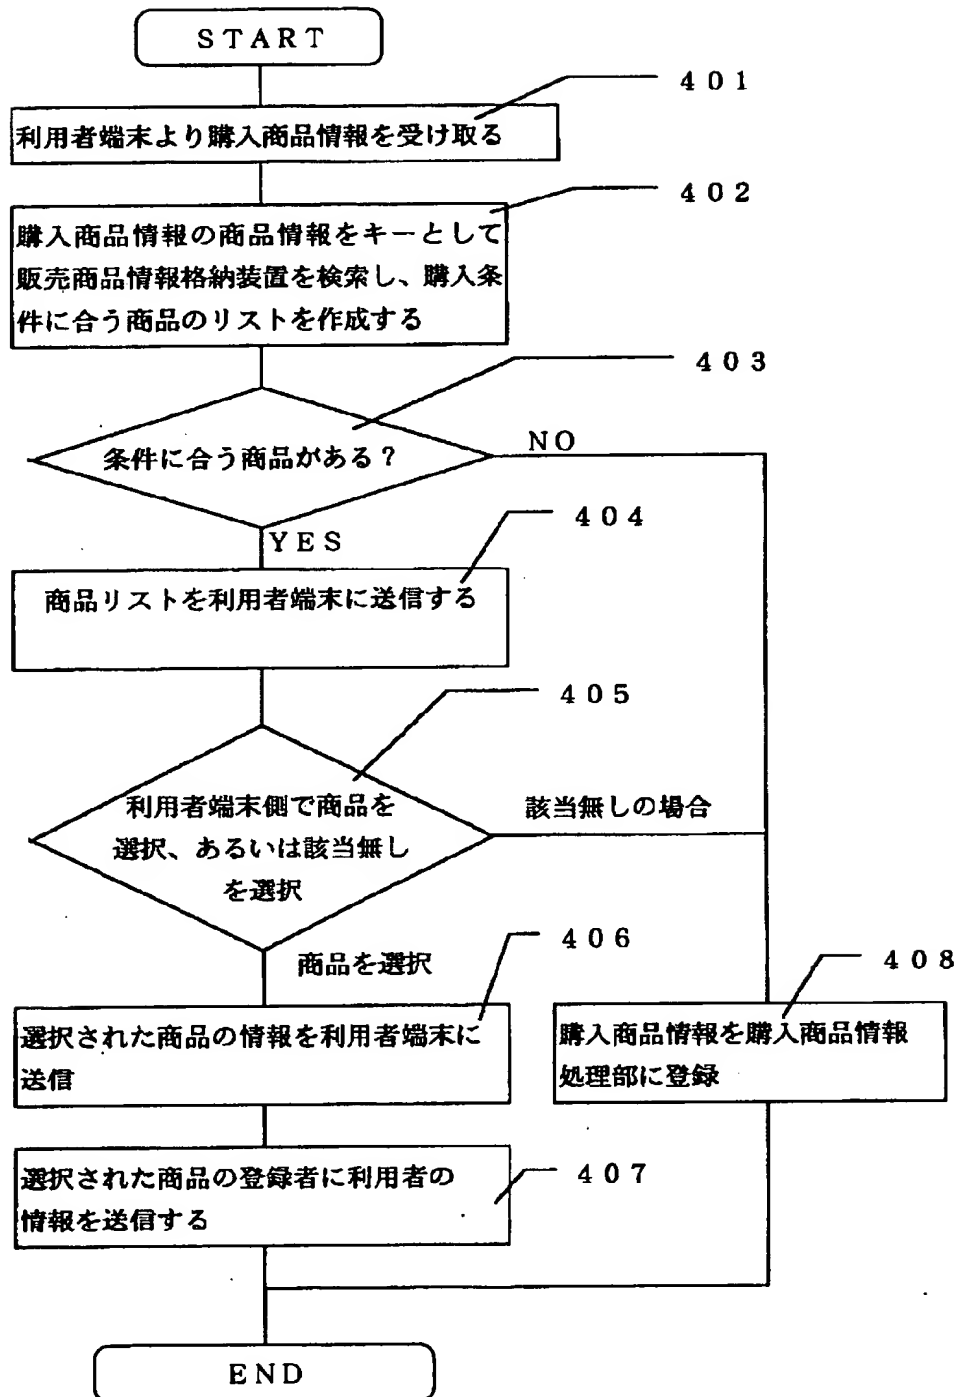 START
401
利用者端末より購入商品情報を受け取る
402
購入商品情報の商品情報をキーとして
販売商品情報格納装置を検索し、購入条
件に合う商品のリストを作成する
403
条件に合う商品がある？
NO
YES
404
商品リストを利用者端末に送信する
405
利用者端末側で商品を
選択、あるいは該当無し
を選択
該当無しの場合
商品を選択
406
選択された商品の情報を利用者端末に
送信
408
購入商品情報を購入商品情報
処理部に登録
選択された商品の登録者に利用者の
情報を送信する
407
END